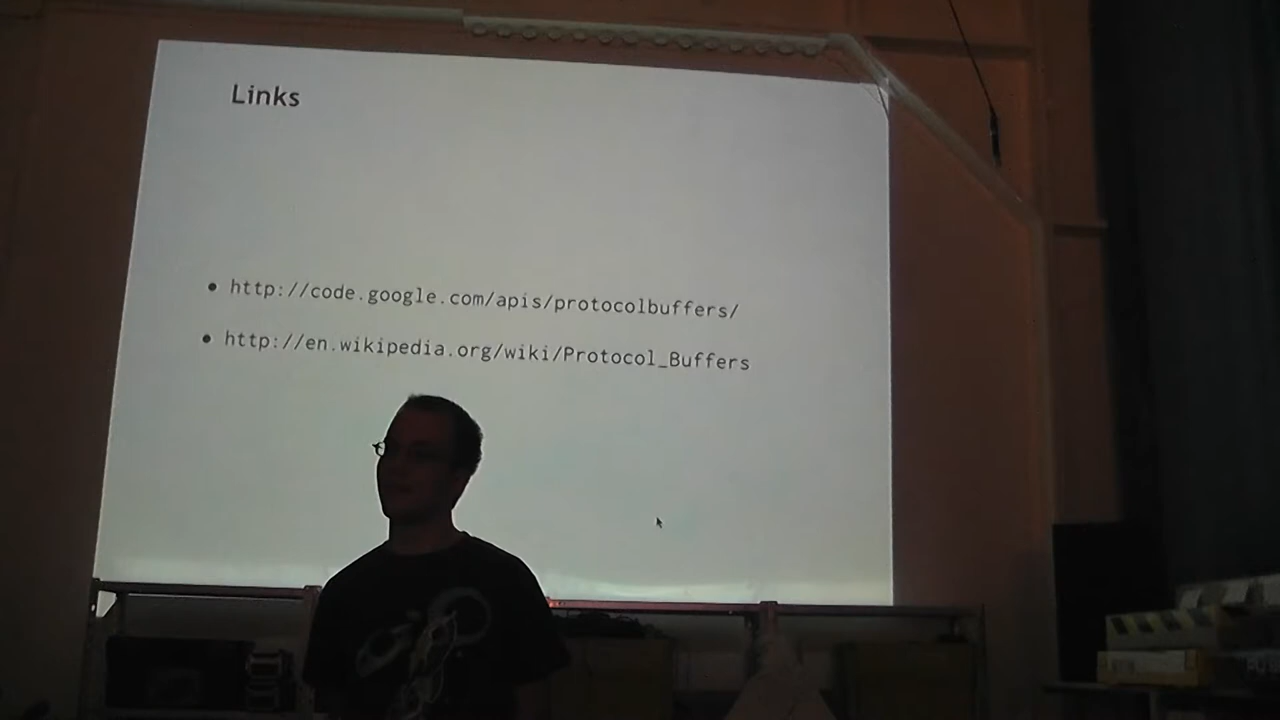 Links
• http://code.google.com/apis/protocolbuffers/
• http://en.wikipedia.org/wiki/Protocol_Buffers